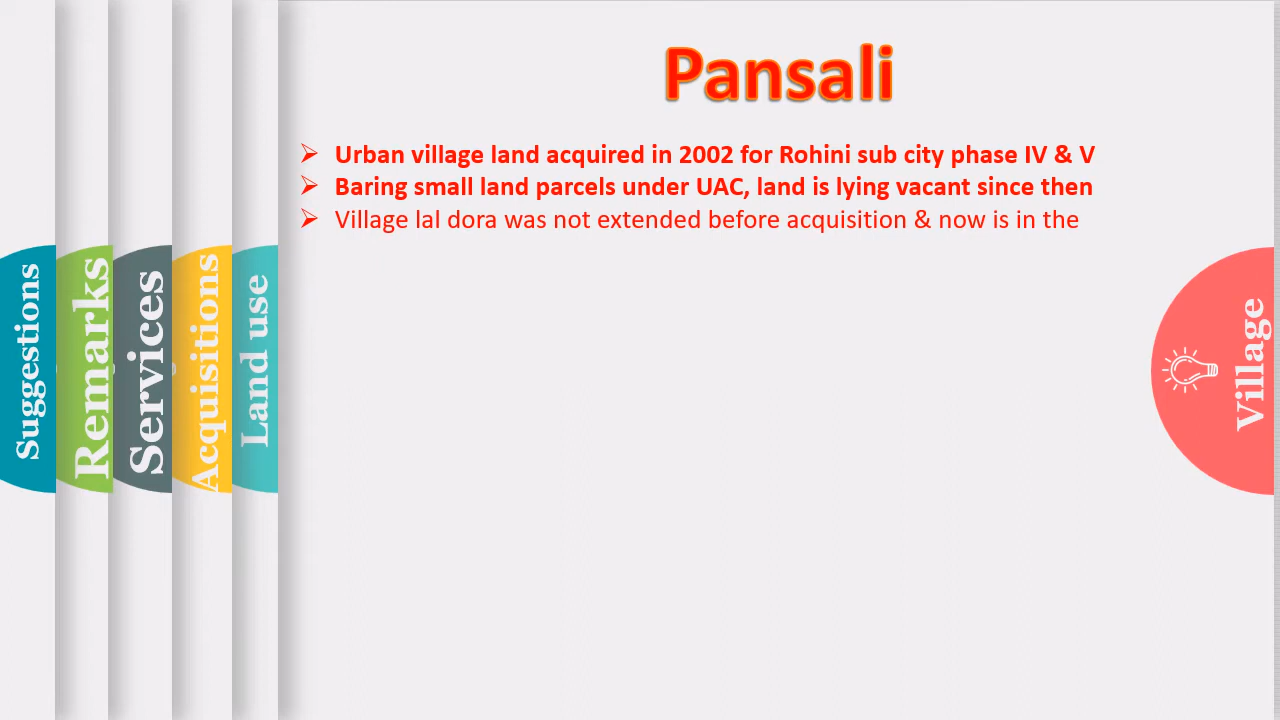 Pansali
Urban village land acquired in 2002 for Rohini sub city phase IV & V
Baring small land parcels under UAC, land is lying vacant since then
Village lal dora was not extended before acquisition & now is in the
Suggestions
Remarks
Services
Acquisitions
Land use
Village